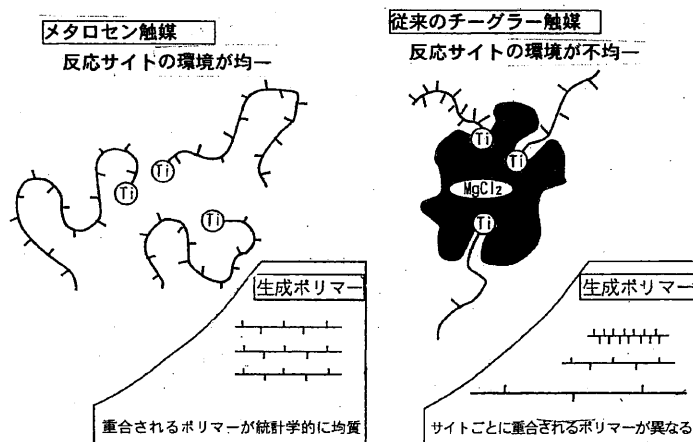 メタロセン触媒
反応サイトの環境が均一
Ti
Ti
Ti
生成ポリマー
重合されるポリマーが統計学的に均質
従来のチーグラー触媒
反応サイトの環境が不均一
Ti
Ti
MgCl2
Ti
生成ポリマー
サイトごとに重合されるポリマーが異なる